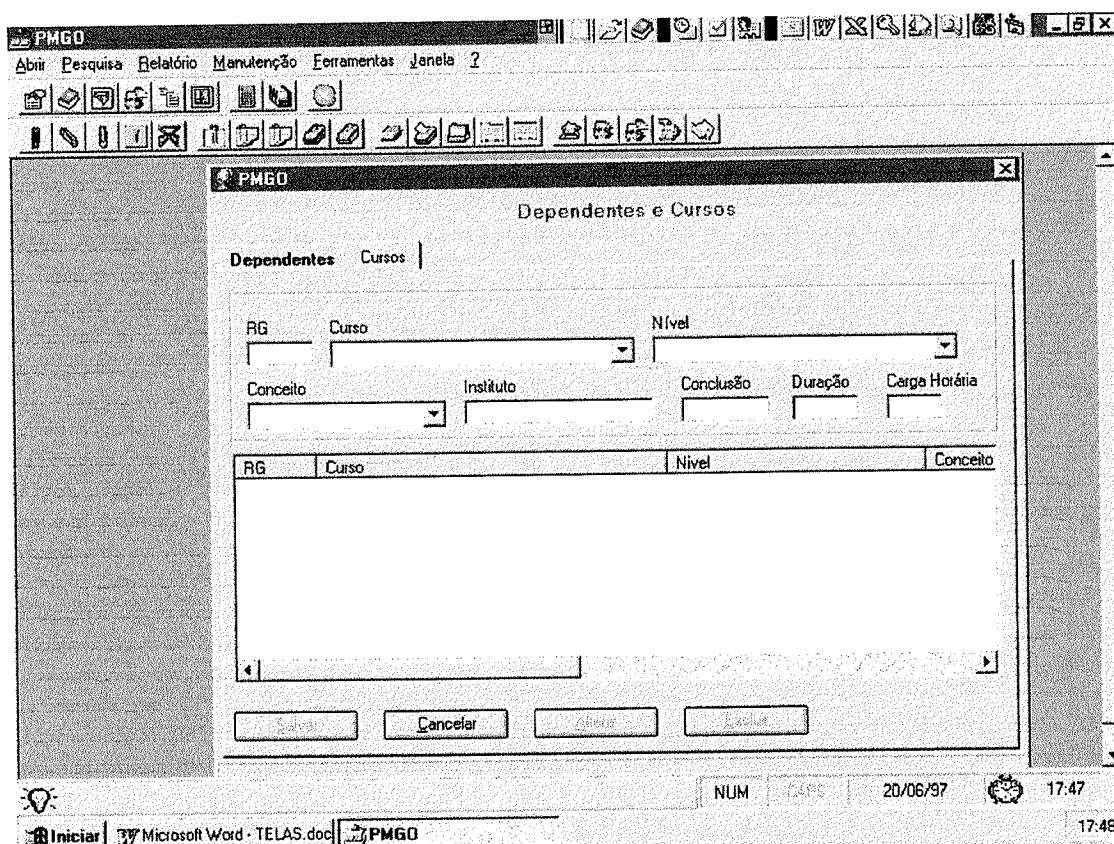 PMGO
Abrir Pesquisa Relatório Manutenção Ferramentas Janela ?
PMGO
Dependentes e Cursos
Dependentes Cursos
RG Curso Nível
Conceito Instituto Conclusão Duração Carga Horária
RG Curso Nivel Conceito
Salvar Cancelar Alterar Excluir
NUM CAPS 20/06/97 17:47
Iniciar Microsoft Word - TELAS.doc PMGO 17:48